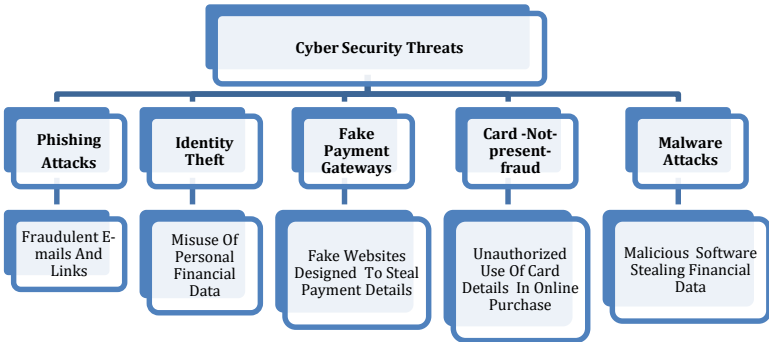 Cyber Security Threats
Phishing
Attacks
Identity
Theft
Fake
Payment
Gateways
Card -Not-
present-
fraud
Malware
Attacks
Fraudulent E-
mails And
Links
Misuse Of
Personal
Financial
Data
Fake Websites
Designed To Steal
Payment Details
Unauthorized
Use Of Card
Details In Online
Purchase
Malicious Software
Stealing Financial
Data